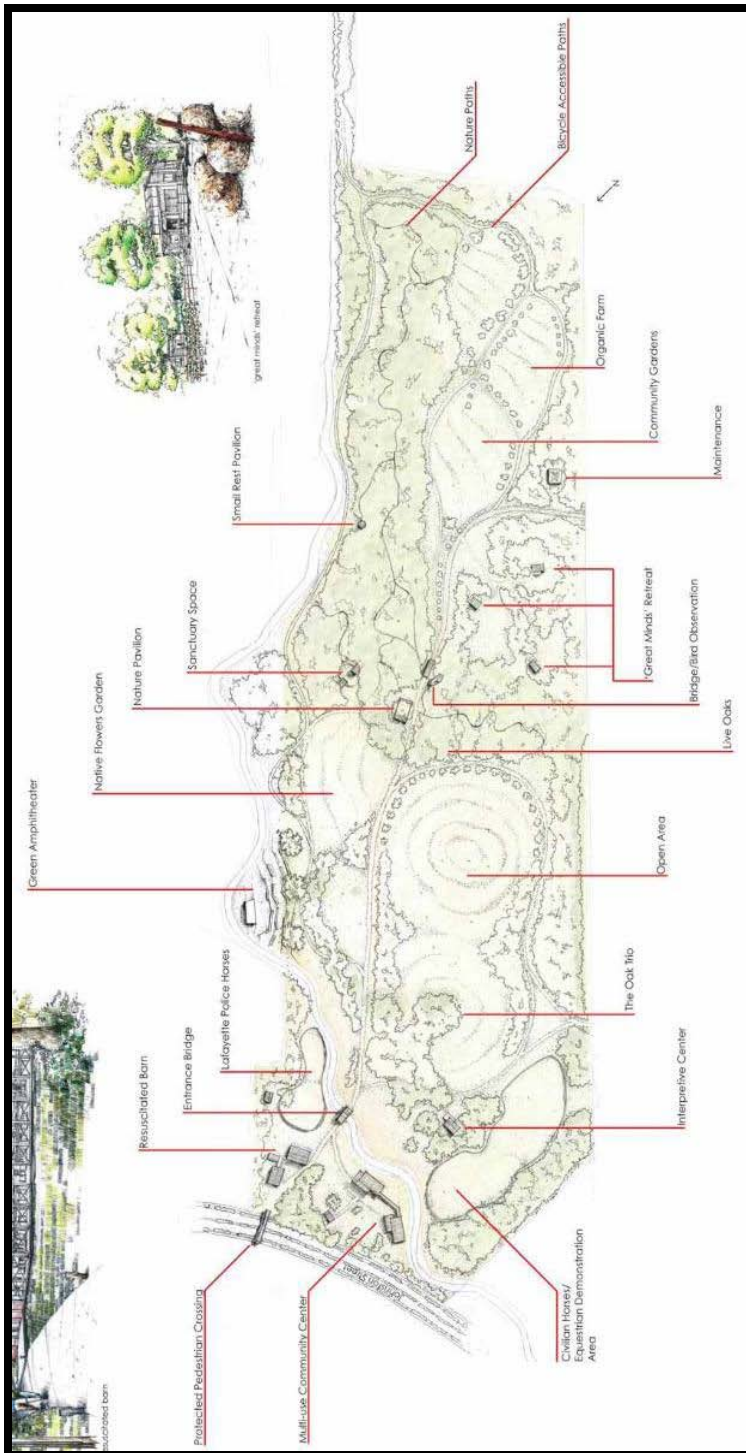 Nature Paths
Bicycle Accessible Paths
N
'great minds' retreat
Organic Farm
Community Gardens
Small Rest Pavilion
Maintenance
Sanctuary Space
'Great Minds' Retreat
Nature Pavilion
Bridge/Bird Observation
Native Flowers Garden
Live Oaks
Green Amphitheater
Open Area
Lafayette Police Horses
The Oak Trio
Entrance Bridge
Resuscitated Barn
Interpretive Center
Protected Pedestrian Crossing
Multi-use Community Center
Civilian Horses/
Equestrian Demonstration
Area
esuscitated barn